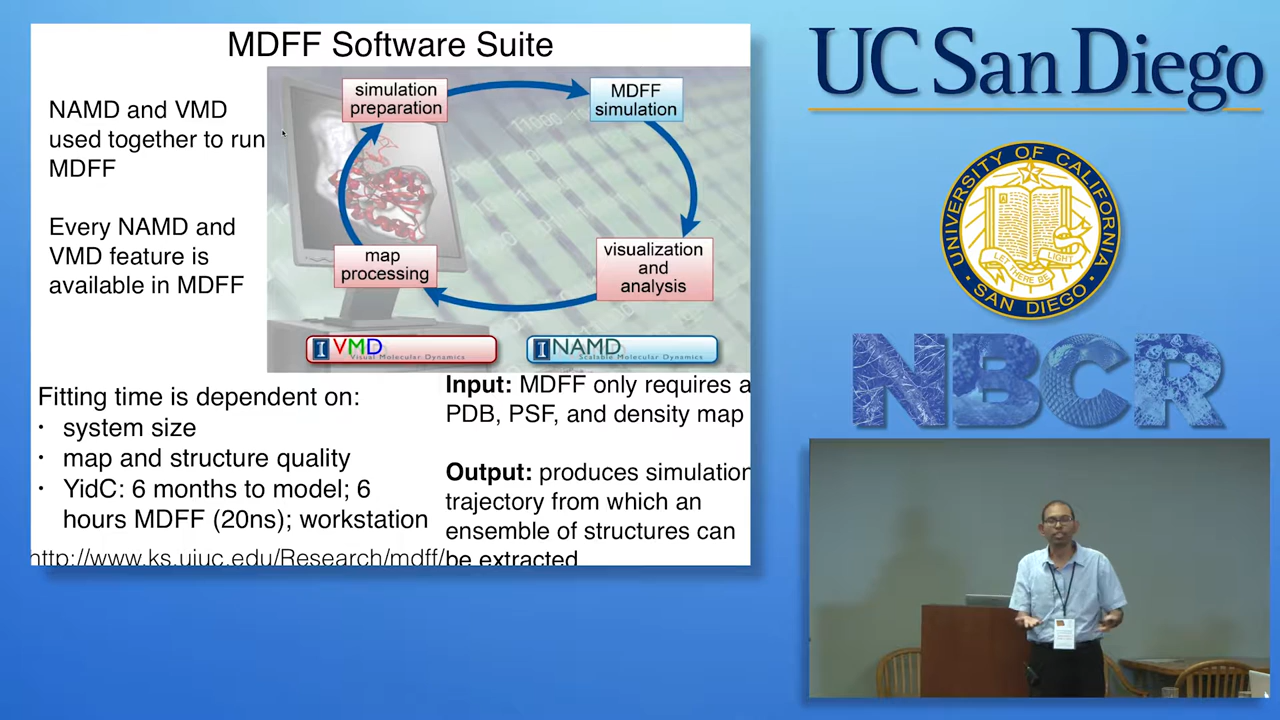 MDFF Software Suite
NAMD and VMD
used together to run
MDFF
Every NAMD and
VMD feature is
available in MDFF
simulation
preparation
MDFF
simulation
map
processing
visualization
and
analysis
I VMD
Visual Molecular Dynamics
I NAMD
Scalable Molecular Dynamics
Fitting time is dependent on:
• system size
• map and structure quality
• YidC: 6 months to model; 6
hours MDFF (20ns); workstation
http://www.ks.uiuc.edu/Research/mdff/
Input: MDFF only requires a
PDB, PSF, and density map
Output: produces simulation
trajectory from which an
ensemble of structures can
be extracted
UC San Diego
UNIVERSITY OF CALIFORNIA
LET THERE BE LIGHT
SAN DIEGO
NBCR